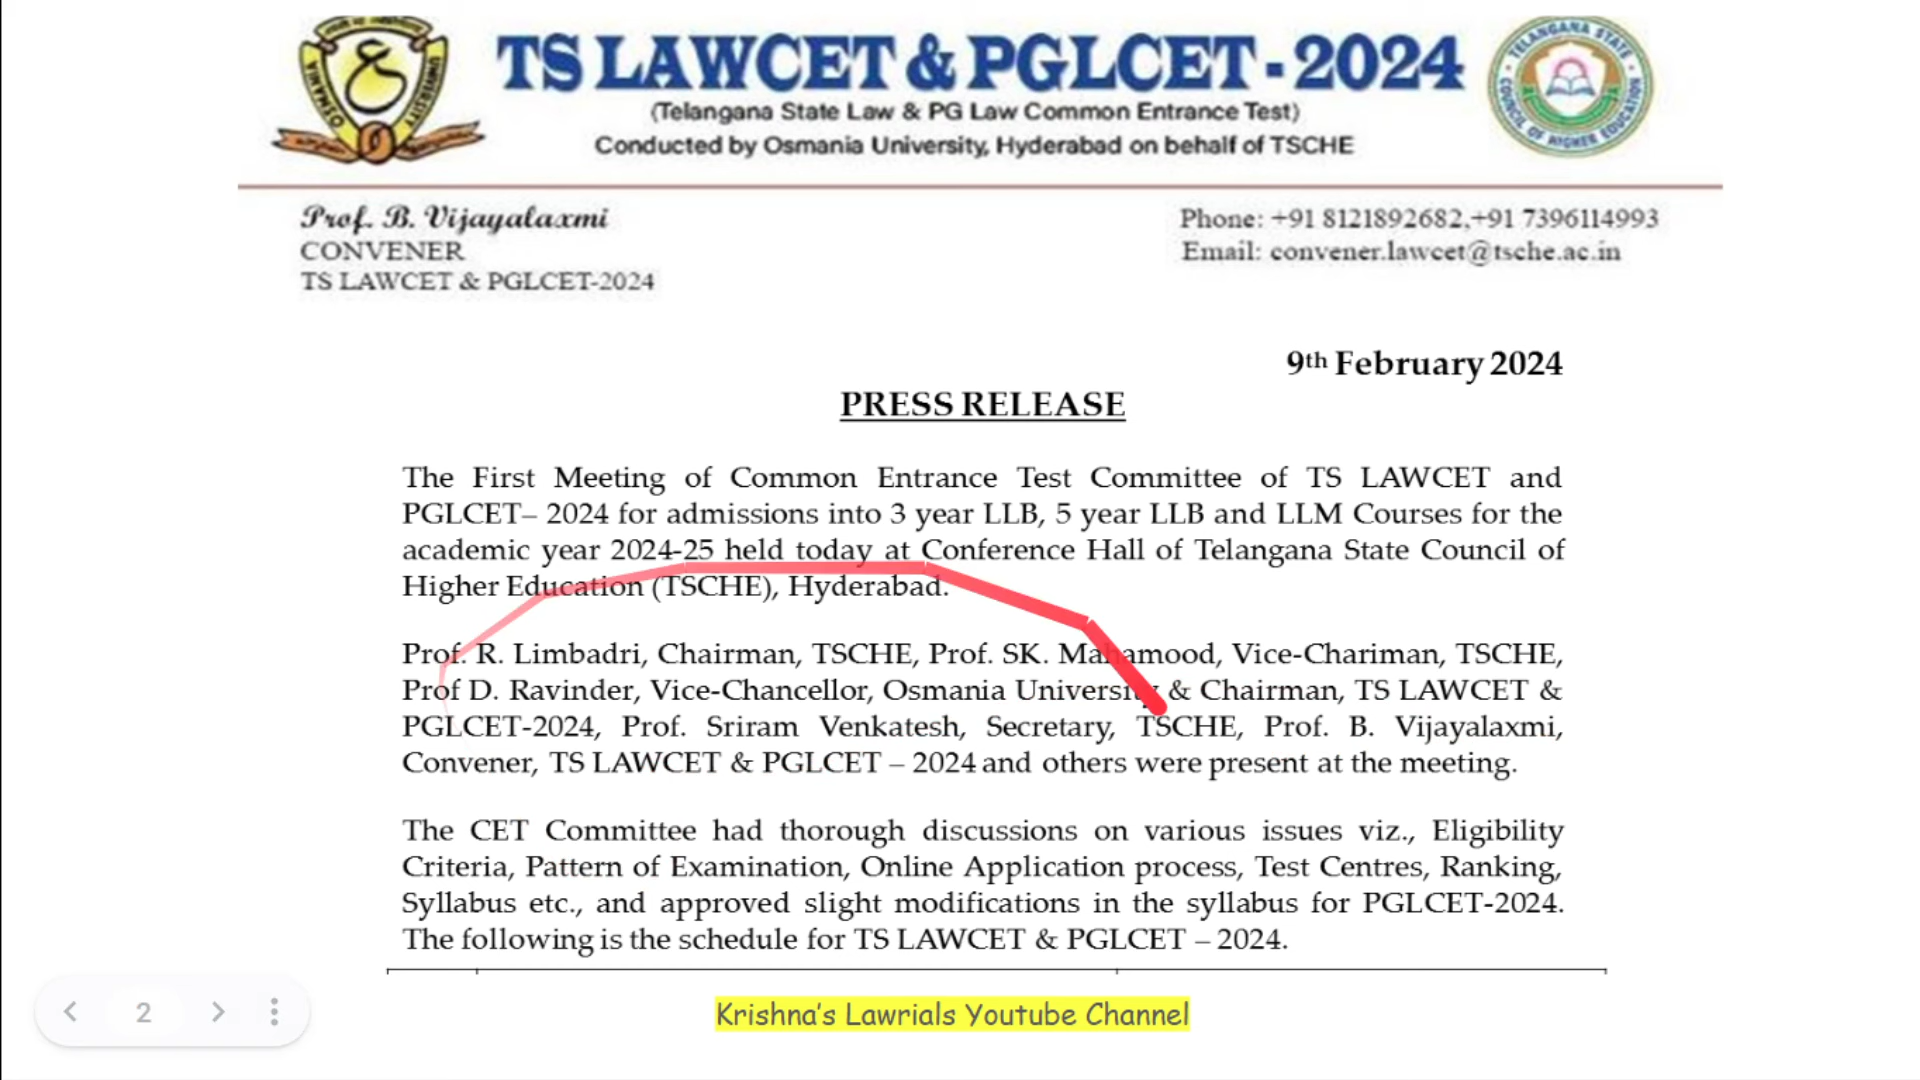 TS LAWCET & PGLCET - 2024
(Telangana State Law & PG Law Common Entrance Test)
Conducted by Osmania University, Hyderabad on behalf of TSCHE
OSMANIA UNIVERSITY
TELANGANA STATE COUNCIL OF HIGHER EDUCATION
Prof. B. Vijayalaxmi
CONVENER
TS LAWCET & PGLCET-2024
Phone: +91 8121892682,+91 7396114993
Email: convener.lawcet@tsche.ac.in
9th February 2024
PRESS RELEASE
The First Meeting of Common Entrance Test Committee of TS LAWCET and
PGLCET– 2024 for admissions into 3 year LLB, 5 year LLB and LLM Courses for the
academic year 2024-25 held today at Conference Hall of Telangana State Council of
Higher Education (TSCHE), Hyderabad.
Prof. R. Limbadri, Chairman, TSCHE, Prof. SK. Mahamood, Vice-Chariman, TSCHE,
Prof D. Ravinder, Vice-Chancellor, Osmania University & Chairman, TS LAWCET &
PGLCET-2024, Prof. Sriram Venkatesh, Secretary, TSCHE, Prof. B. Vijayalaxmi,
Convener, TS LAWCET & PGLCET – 2024 and others were present at the meeting.
The CET Committee had thorough discussions on various issues viz., Eligibility
Criteria, Pattern of Examination, Online Application process, Test Centres, Ranking,
Syllabus etc., and approved slight modifications in the syllabus for PGLCET-2024.
The following is the schedule for TS LAWCET & PGLCET – 2024.
2
Krishna's Lawrials Youtube Channel